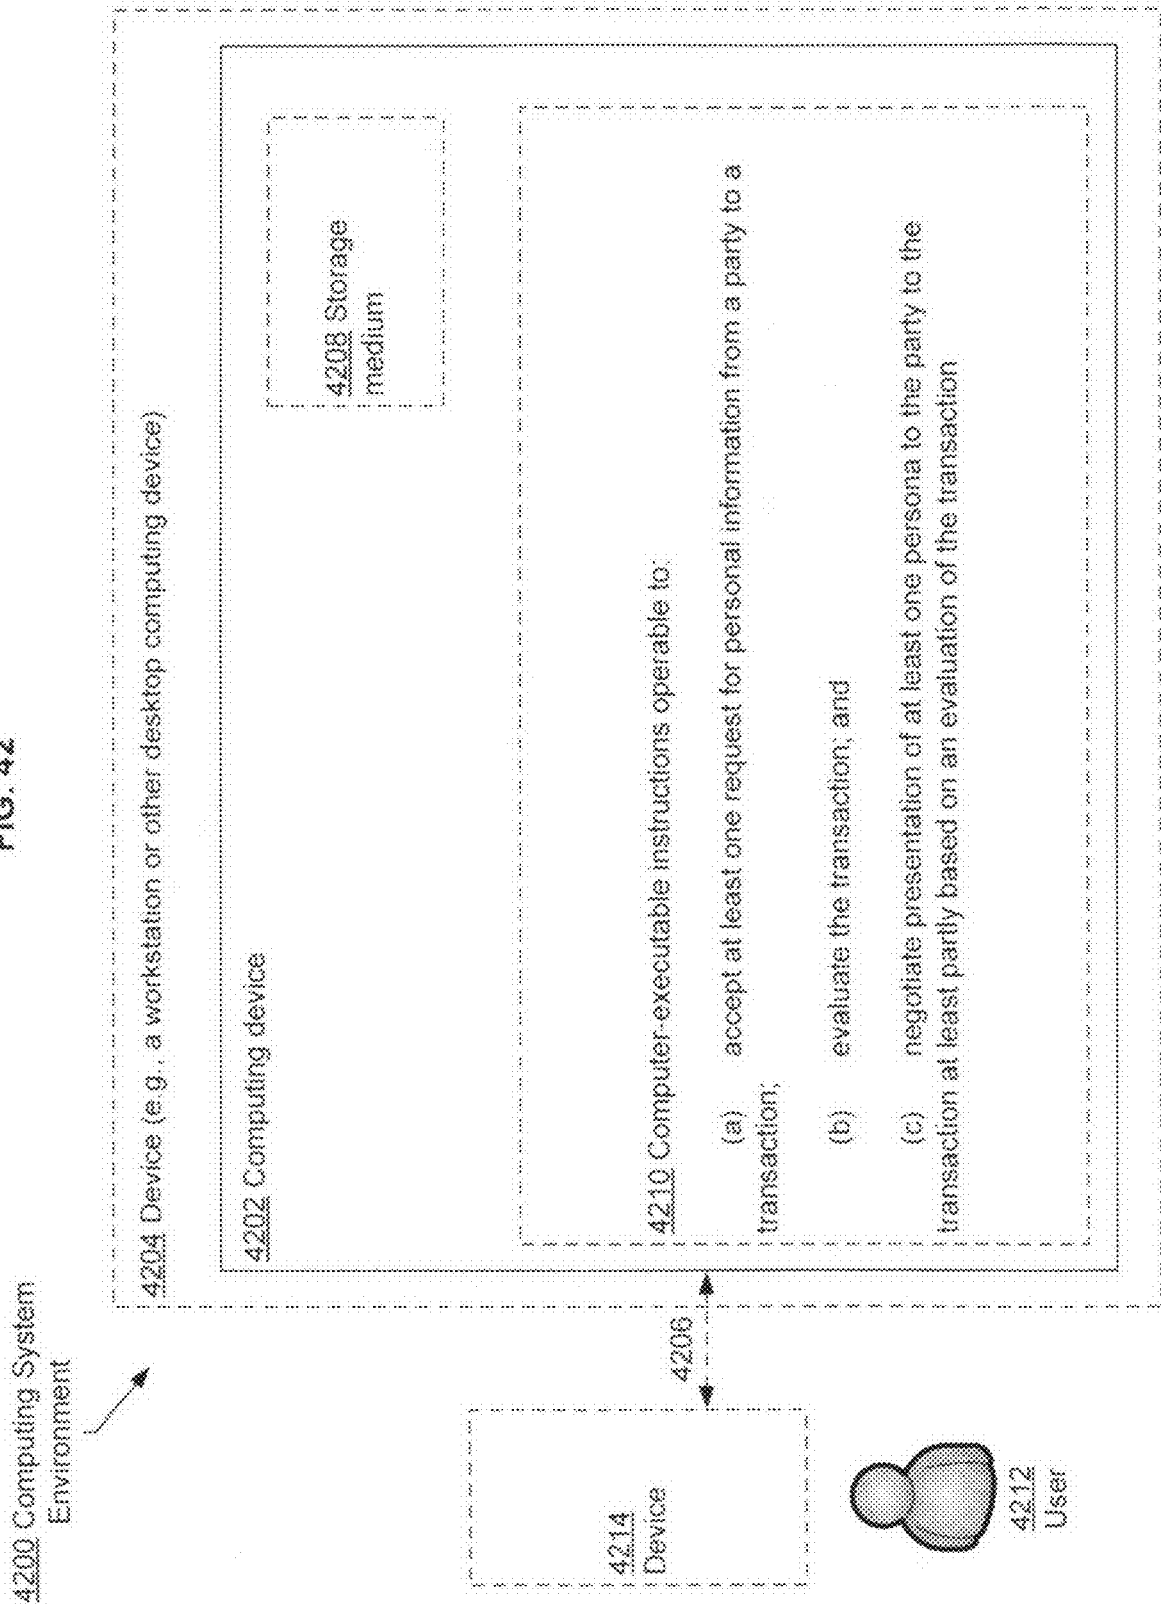 FIG. 42
4200 Computing System
Environment
4204 Device (e.g., a workstation or other desktop computing device)
4202 Computing device
4208 Storage
medium
4210 Computer-executable instructions operable to:
(a) accept at least one request for personal information from a party to a
transaction;
(b) evaluate the transaction; and
(c) negotiate presentation of at least one persona to the party to the
transaction at least partly based on an evaluation of the transaction
4206
4214
Device
4212
User